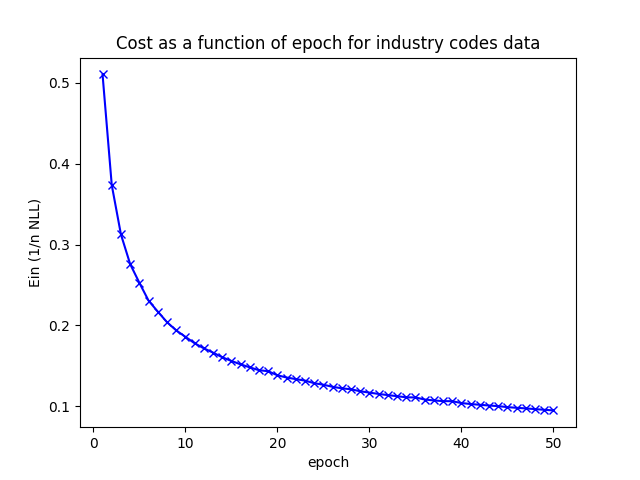 Cost as a function of epoch for industry codes data
0.5
0.4
0.3
0.2
0.1
Ein (1/n NLL)
0 10 20 30 40 50
epoch